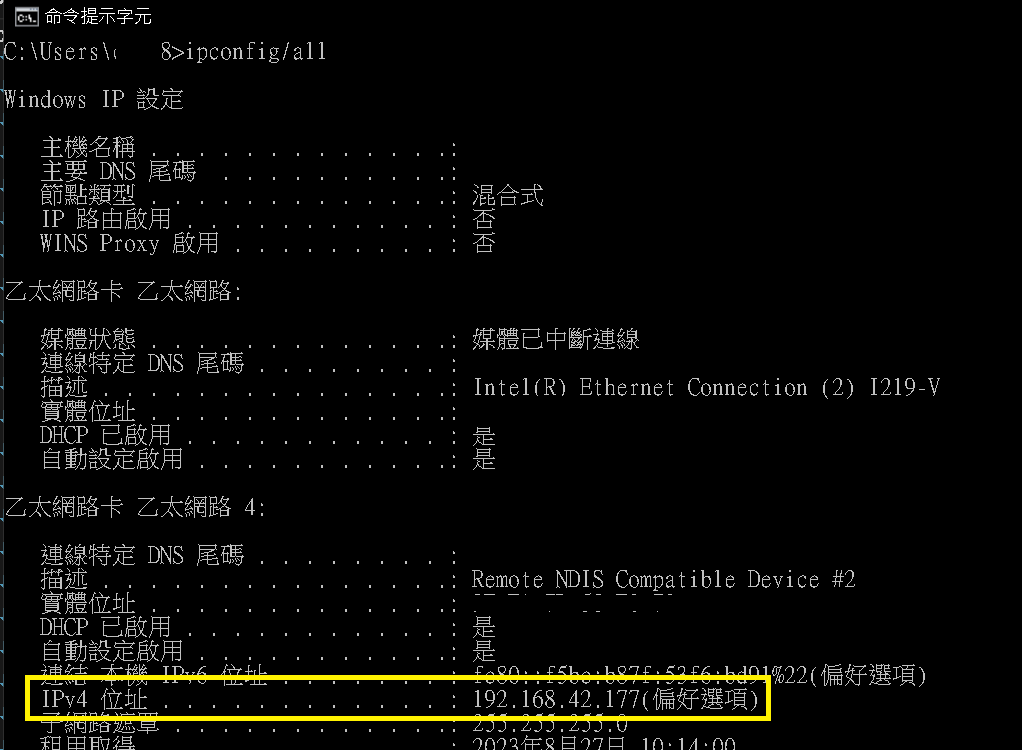 命令提示字元
C:\Users\ 8>ipconfig/all
Windows IP 設定
主機名稱 . . . . . . . . . . . . .:
主要 DNS 尾碼 . . . . . . . . . .:
節點類型 . . . . . . . . . . . . .: 混合式
IP 路由啟用 . . . . . . . . . . . .: 否
WINS Proxy 啟用 . . . . . . . . . .: 否
乙太網路卡 乙太網路:
媒體狀態 . . . . . . . . . . . . .: 媒體已中斷連線
連線特定 DNS 尾碼 . . . . . . . . .:
描述 . . . . . . . . . . . . . . .: Intel(R) Ethernet Connection (2) I219-V
實體位址 . . . . . . . . . . . . .:
DHCP 已啟用 . . . . . . . . . . . .: 是
自動設定啟用 . . . . . . . . . . .: 是
乙太網路卡 乙太網路 4:
連線特定 DNS 尾碼 . . . . . . . . .:
描述 . . . . . . . . . . . . . . .: Remote NDIS Compatible Device #2
實體位址 . . . . . . . . . . . . .:
DHCP 已啟用 . . . . . . . . . . . .: 是
自動設定啟用 . . . . . . . . . . .: 是
連結-本機 IPv6 位址 . . . . . . . .: fe80::f5be:b87f:53f6:bd91%22(偏好選項)
IPv4 位址 . . . . . . . . . . . . .: 192.168.42.177(偏好選項)
子網路遮罩 . . . . . . . . . . . .: 255.255.255.0
租用取得 . . . . . . . . . . . . .: 2023年8月27日 10:14:00